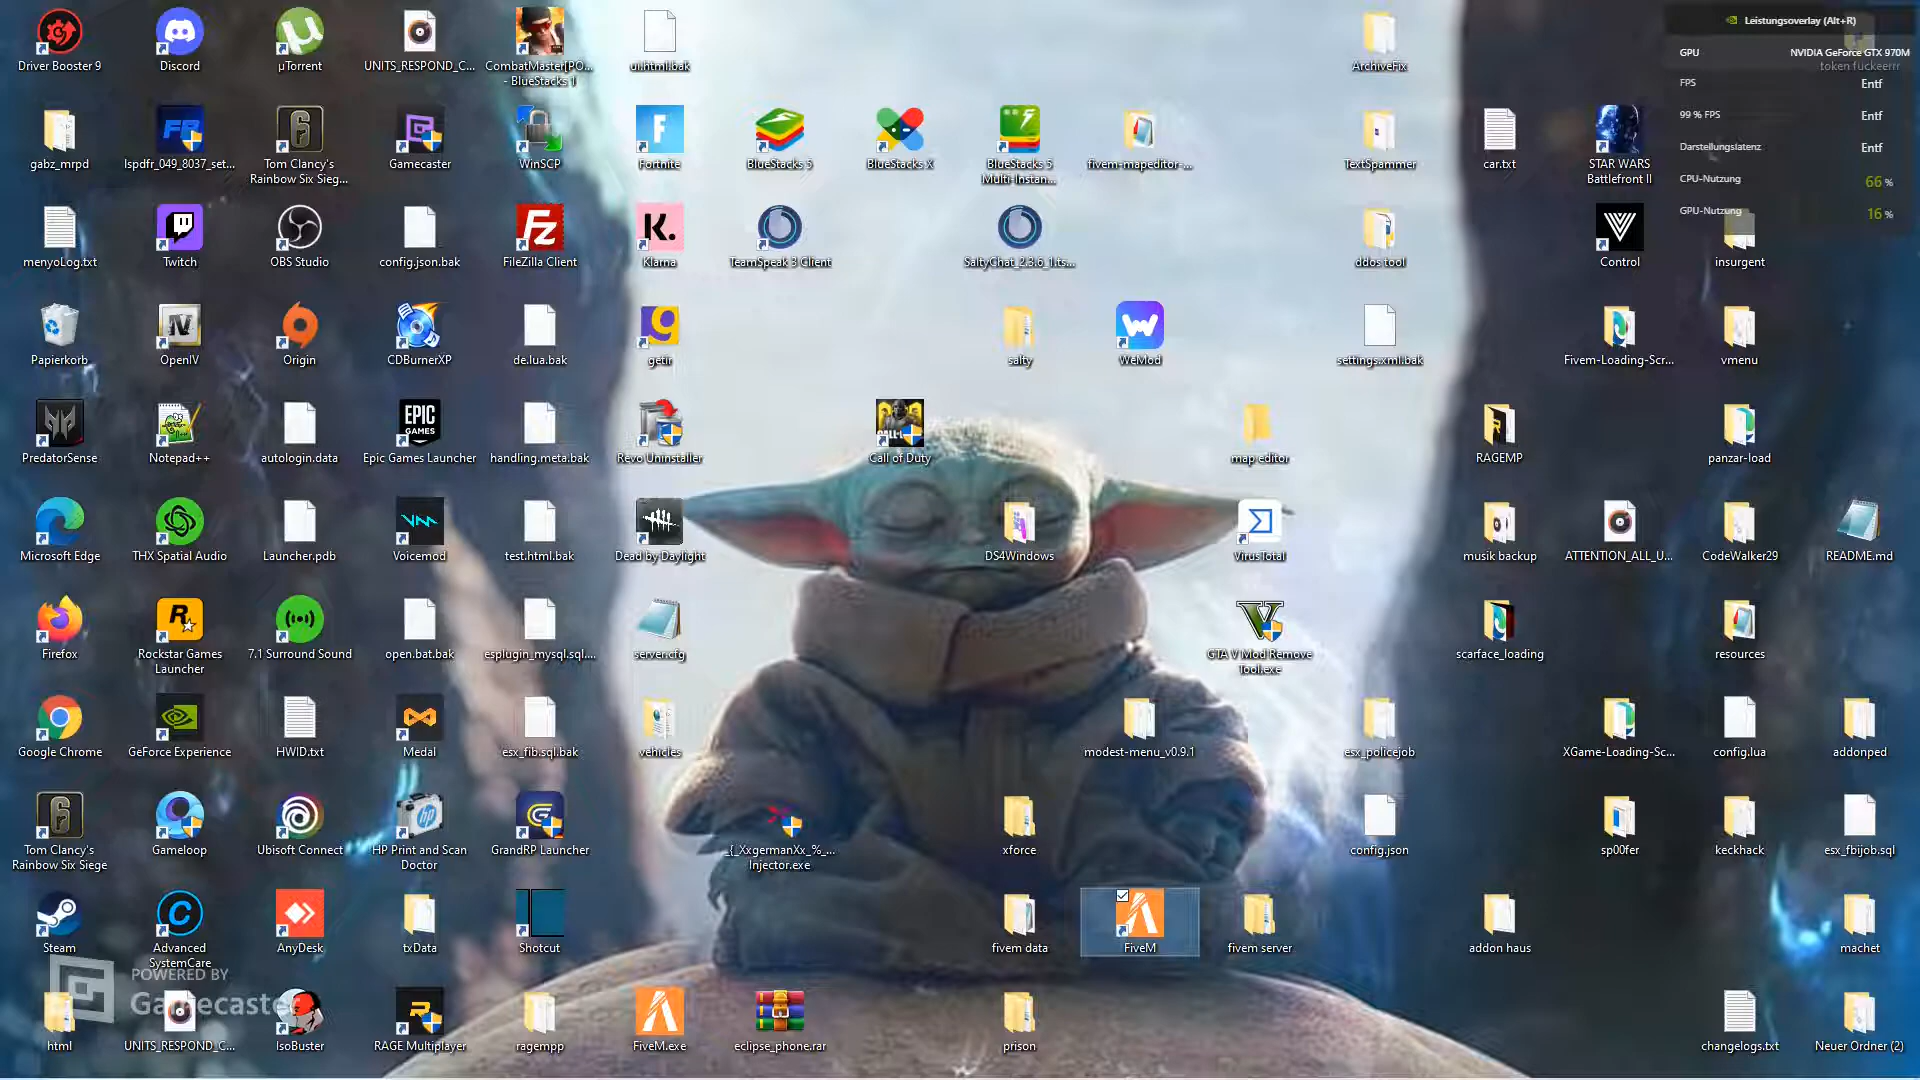 Driver Booster 9
Discord
µTorrent
UNITS_RESPOND_C...
CombatMaster[PO...
- BlueStacks 1
ui.html.bak
ArchiveFix
Leistungsoverlay (Alt+R)
GPU
NVIDIA GeForce GTX 970M
token fuckeerrr
FPS
Entf
99 % FPS
Entf
Darstellungslatenz
Entf
CPU-Nutzung
66 %
GPU-Nutzung
16 %
gabz_mrpd
lspdfr_049_8037_set...
Tom Clancy's
Rainbow Six Sieg...
Gamecaster
WinSCP
Fortnite
BlueStacks 5
BlueStacks X
BlueStacks 5
Multi-Instan...
fivem-mapeditor-...
TextSpammer
car.txt
STAR WARS
Battlefront II
menyoLog.txt
Twitch
OBS Studio
config.json.bak
FileZilla Client
K.
Klarna
TeamSpeak 3 Client
SaltyChat_2.3.6_1.ts...
ddos tool
Control
insurgent
Papierkorb
OpenIV
Origin
CDBurnerXP
de.lua.bak
getir
salty
WeMod
settings.xml.bak
Fivem-Loading-Scr...
vmenu
PredatorSense
Notepad++
autologin.data
EPIC
GAMES
Epic Games Launcher
handling.meta.bak
Revo Uninstaller
Call of Duty
map editor
RAGEMP
panzar-load
Microsoft Edge
THX Spatial Audio
Launcher.pdb
Voicemod
test.html.bak
Dead by Daylight
DS4Windows
VirusTotal
musik backup
ATTENTION_ALL_U...
CodeWalker29
README.md
Firefox
Rockstar Games
Launcher
7.1 Surround Sound
open.bat.bak
esplugin_mysql.sql....
server.cfg
GTA V Mod Remove
Tool.exe
scarface_loading
resources
Google Chrome
GeForce Experience
HWID.txt
Medal
esx_fib.sql.bak
vehicles
modest-menu_v0.9.1
esx_policejob
XGame-Loading-Sc...
config.lua
addonped
Tom Clancy's
Rainbow Six Siege
Gameloop
Ubisoft Connect
HP Print and Scan
Doctor
GrandRP Launcher
_{_XxgermanXx_%_...
Injector.exe
xforce
config.json
sp00fer
keckhack
esx_fbijob.sql
Steam
Advanced
SystemCare
AnyDesk
txData
Shotcut
fivem data
FiveM
fivem server
addon haus
machet
POWERED BY
Gamecaster
html
UNITS_RESPOND_C...
IsoBuster
RAGE Multiplayer
ragempp
FiveM.exe
eclipse_phone.rar
prison
changelogs.txt
Neuer Ordner (2)